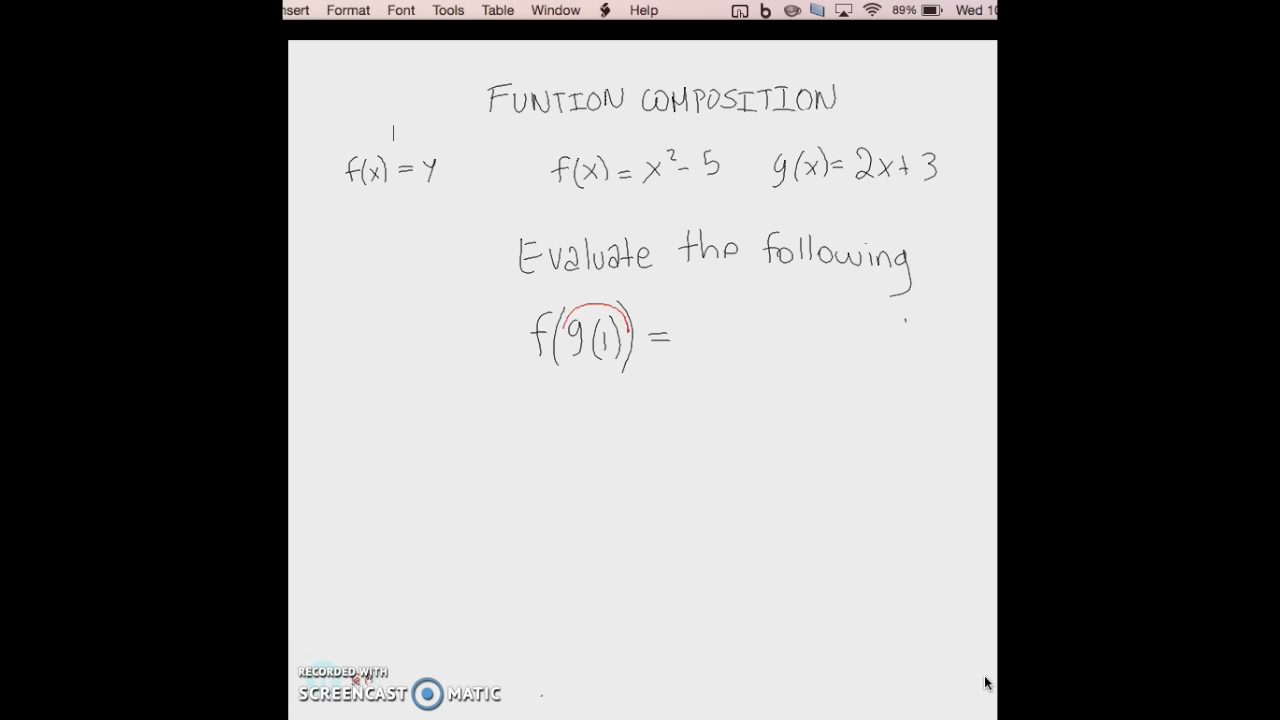 nsert Format Font Tools Table Window Help 89% Wed 10
FUNTION COMPOSITION
f(x) = y f(x) = x² - 5 g(x) = 2x + 3
Evaluate the following
f(g(1)) =
RECORDED WITH
SCREENCAST MATIC